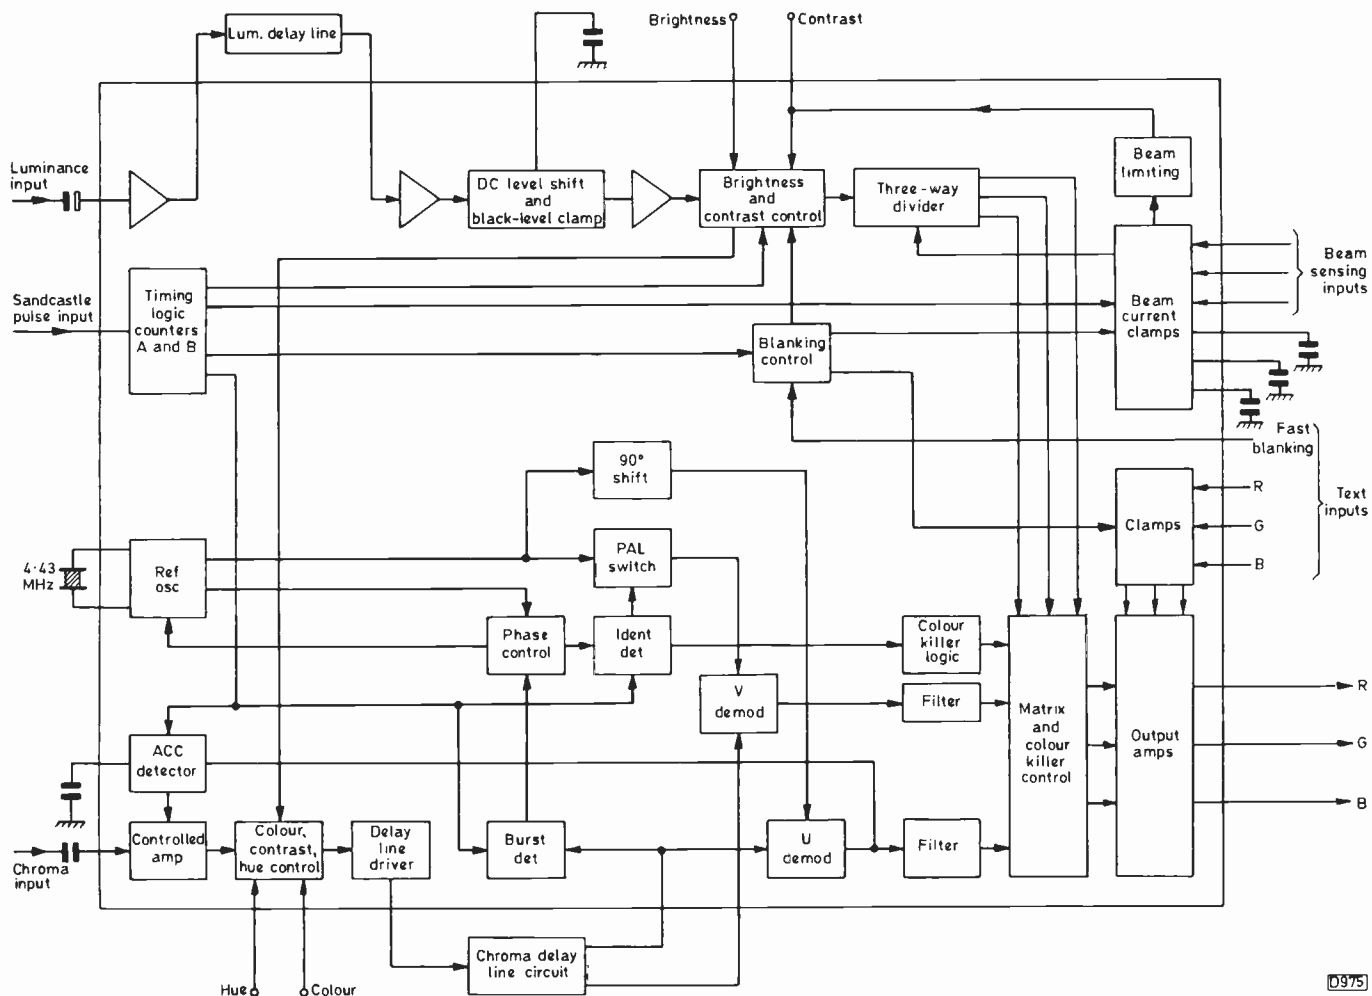 Brightness
Contrast
Lum. delay line
Luminance
input
DC level shift
and
black-level clamp
Brightness
and
contrast control
Three-way
divider
Beam
limiting
Beam
sensing
inputs
Sandcastle
pulse input
Timing
logic
counters
A and B
Blanking
control
Beam
current
clamps
Fast
blanking
90°
shift
Clamps
R
G
B
Text
inputs
4·43
MHz
Ref
osc
PAL
switch
Phase
control
Ident
det
Colour
killer
logic
V
demod
Filter
Matrix
and
colour
killer
control
Output
amps
R
G
B
ACC
detector
Chroma
input
Controlled
amp
Colour,
contrast,
hue control
Delay
line
driver
Burst
det
U
demod
Filter
Chroma delay
line circuit
Hue
Colour
D975